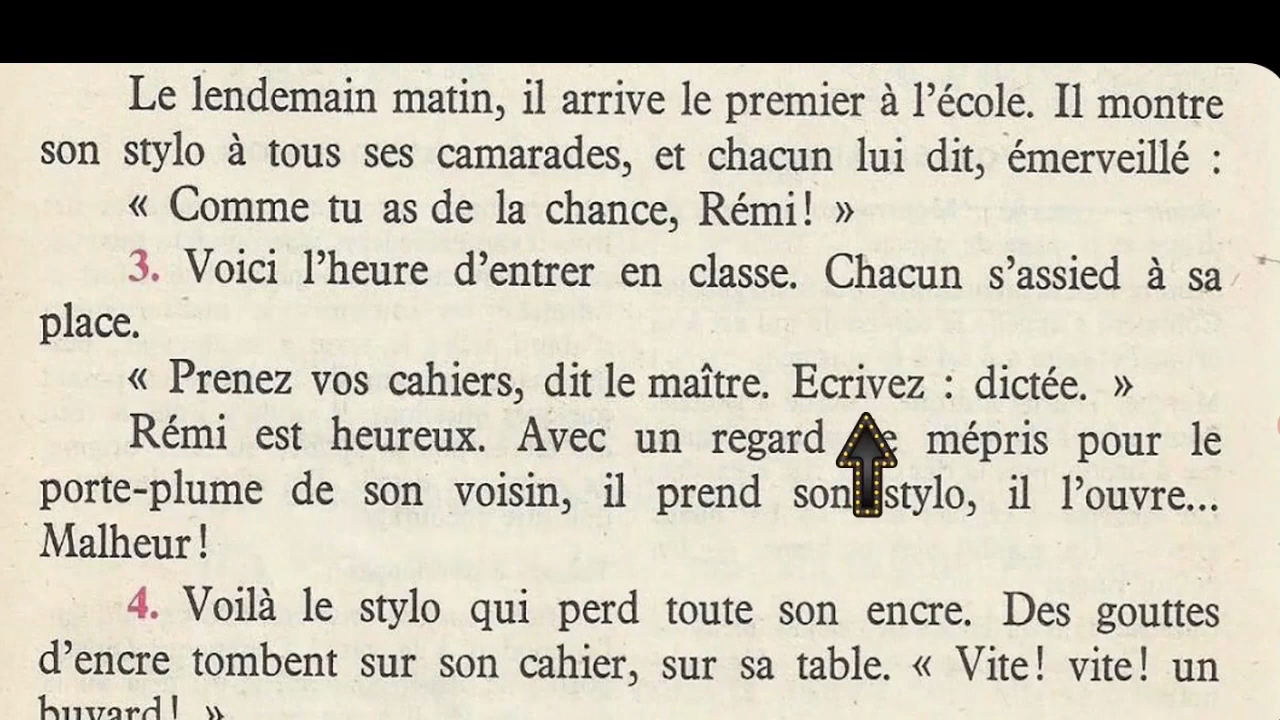 Le lendemain matin, il arrive le premier à l'école. Il montre
son stylo à tous ses camarades, et chacun lui dit, émerveillé :
« Comme tu as de la chance, Rémi! »
3. Voici l'heure d'entrer en classe. Chacun s'assied à sa
place.
« Prenez vos cahiers, dit le maître. Ecrivez : dictée. »
Rémi est heureux. Avec un regard mépris pour le
porte-plume de son voisin, il prend son stylo, il l'ouvre...
Malheur!
4. Voilà le stylo qui perd toute son encre. Des gouttes
d'encre tombent sur son cahier, sur sa table. « Vite! vite! un
buvard! »